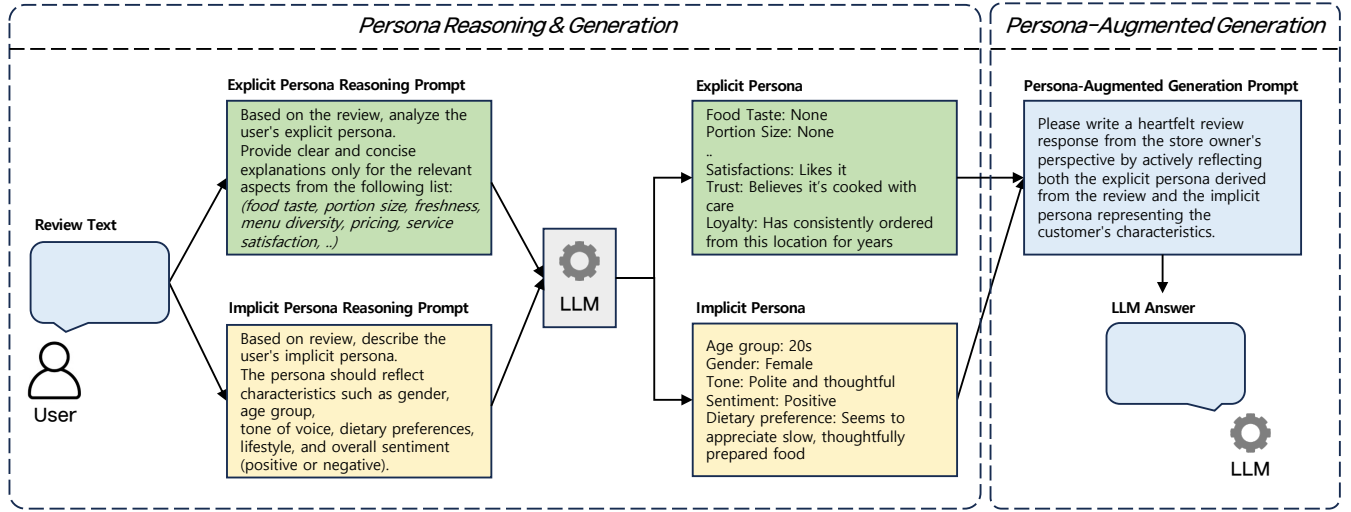 Persona Reasoning & Generation
Persona-Augmented Generation
Explicit Persona Reasoning Prompt
Based on the review, analyze the
user's explicit persona.
Provide clear and concise
explanations only for the relevant
aspects from the following list:
(food taste, portion size, freshness,
menu diversity, pricing, service
satisfaction, ..)
Review Text
User
Implicit Persona Reasoning Prompt
Based on review, describe the
user's implicit persona.
The persona should reflect
characteristics such as gender,
age group,
tone of voice, dietary preferences,
lifestyle, and overall sentiment
(positive or negative).
LLM
Explicit Persona
Food Taste: None
Portion Size: None
..
Satisfactions: Likes it
Trust: Believes it's cooked with
care
Loyalty: Has consistently ordered
from this location for years
Implicit Persona
Age group: 20s
Gender: Female
Tone: Polite and thoughtful
Sentiment: Positive
Dietary preference: Seems to
appreciate slow, thoughtfully
prepared food
Persona-Augmented Generation Prompt
Please write a heartfelt review
response from the store owner's
perspective by actively reflecting
both the explicit persona derived
from the review and the implicit
persona representing the
customer's characteristics.
LLM Answer
LLM